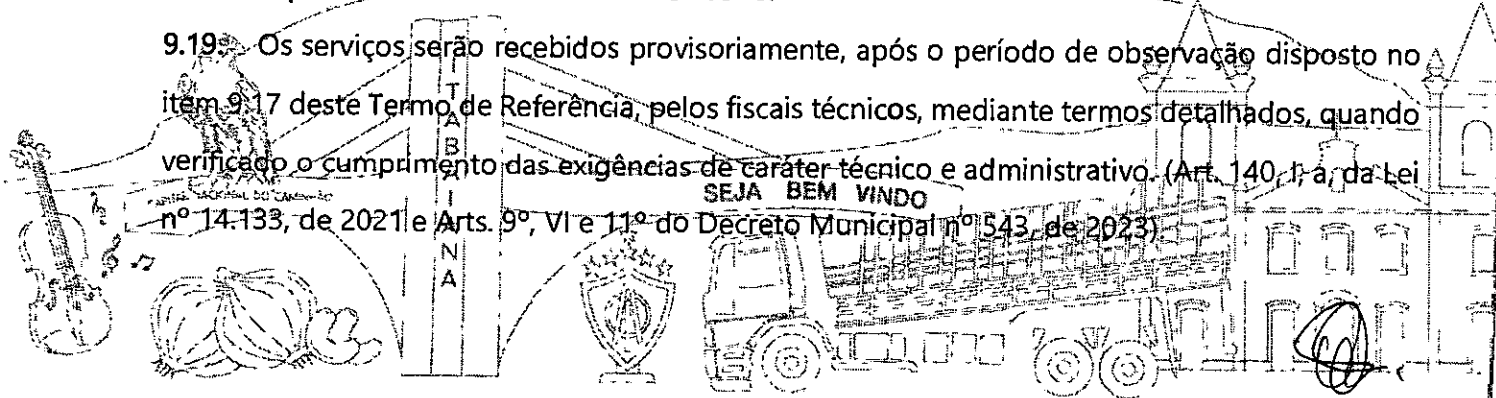 9.19. Os serviços serão recebidos provisoriamente, após o período de observação disposto no
item 9.17 deste Termo de Referência, pelos fiscais técnicos, mediante termos detalhados, quando
verificado o cumprimento das exigências de caráter técnico e administrativo. (Art. 140, I, a, da Lei
nº 14.133, de 2021 e Arts. 9º, VI e 11º do Decreto Municipal nº 543, de 2023)
SEJA BEM VINDO
ITABAIANA